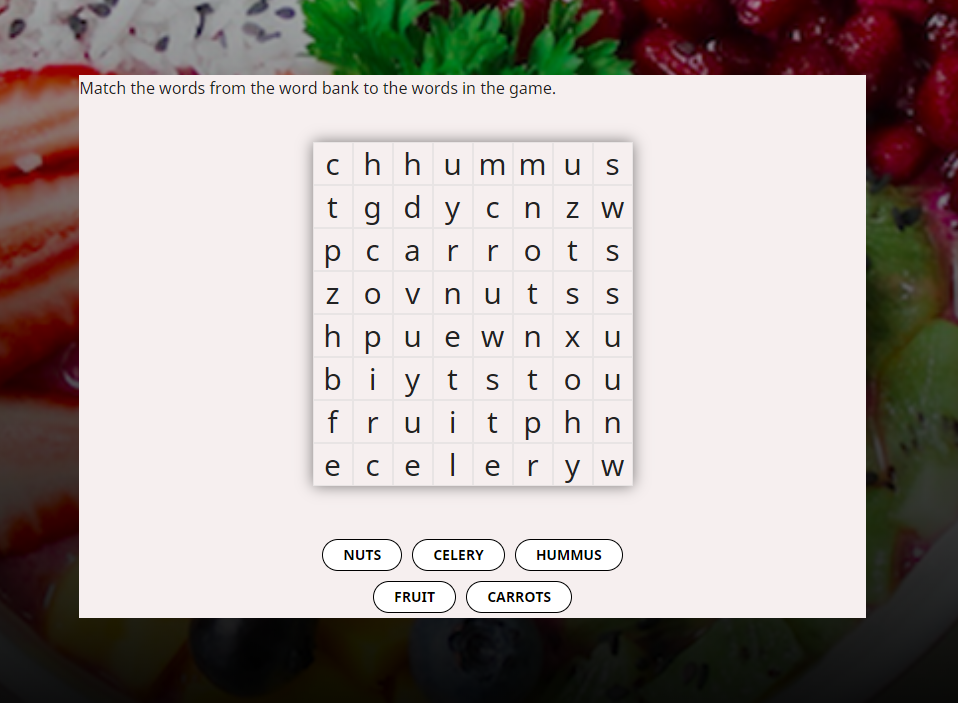 Match the words from the word bank to the words in the game.
c h h u m m u s
t g d y c n z w
p c a r r o t s
z o v n u t s s
h p u e w n x u
b i y t s t o u
f r u i t p h n
e c e l e r y w
NUTS CELERY HUMMUS
FRUIT CARROTS